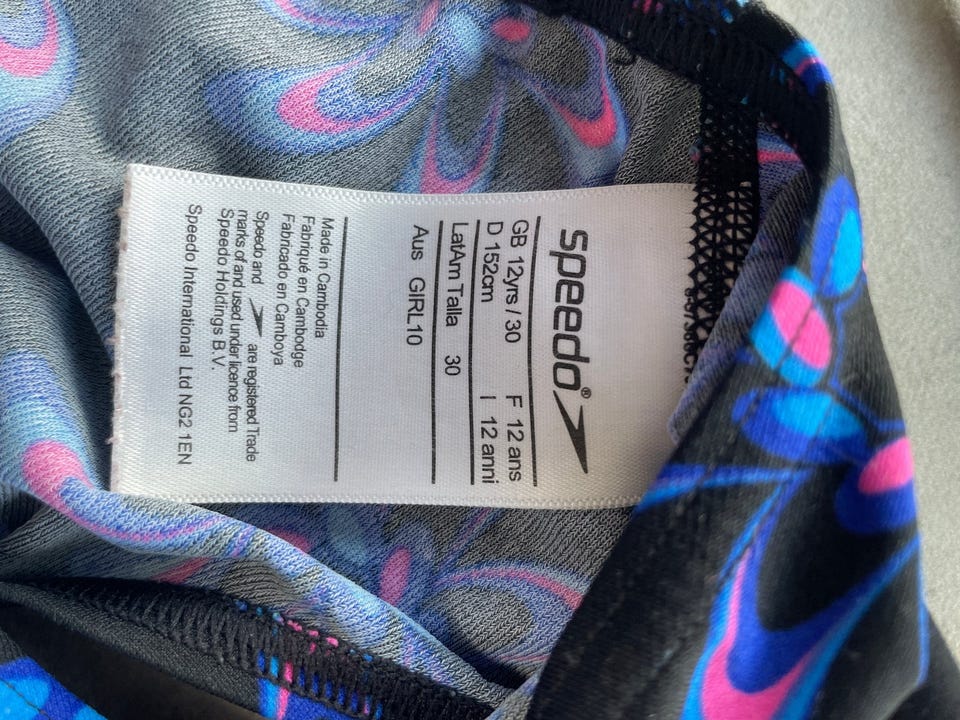 speedo®
GB 12yrs / 30 F 12 ans
D 152cm I 12 anni
LatAm Talla 30
Aus GIRL10
Made in Cambodia
Fabriqué en Cambodge
Fabricado en Camboya
Speedo and are registered Trade
marks of and used under licence from
Speedo Holdings B.V.
Speedo International Ltd NG2 1EN